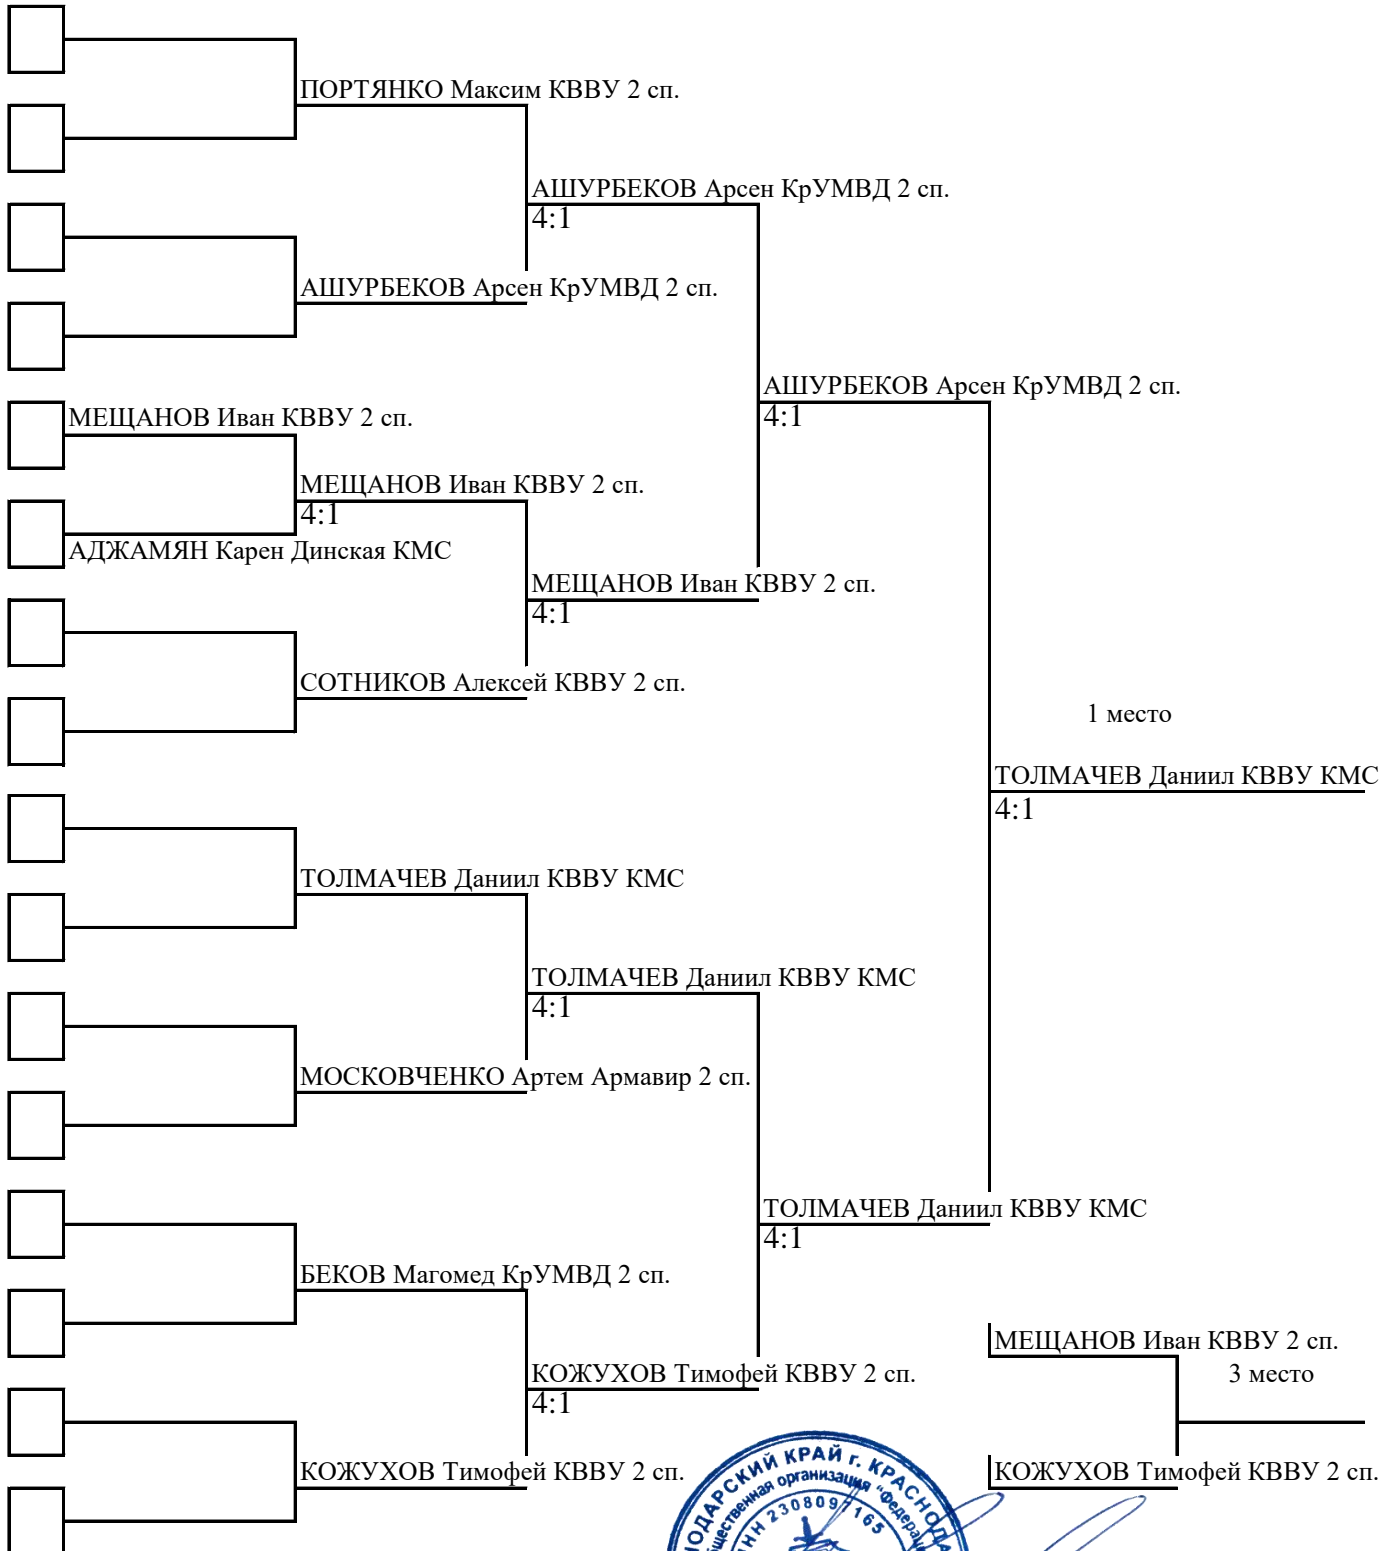 ПОРТЯНКО Максим КВВУ 2 сп.
АШУРБЕКОВ Арсен КрУМВД 2 сп.
4:1
АШУРБЕКОВ Арсен КрУМВД 2 сп.
АШУРБЕКОВ Арсен КрУМВД 2 сп.
4:1
МЕЩАНОВ Иван КВВУ 2 сп.
МЕЩАНОВ Иван КВВУ 2 сп.
4:1
АДЖАМЯН Карен Динская КМС
МЕЩАНОВ Иван КВВУ 2 сп.
4:1
СОТНИКОВ Алексей КВВУ 2 сп.
1 место
ТОЛМАЧЕВ Даниил КВВУ КМС
4:1
ТОЛМАЧЕВ Даниил КВВУ КМС
ТОЛМАЧЕВ Даниил КВВУ КМС
4:1
МОСКОВЧЕНКО Артем Армавир 2 сп.
ТОЛМАЧЕВ Даниил КВВУ КМС
4:1
БЕКОВ Магомед КрУМВД 2 сп.
МЕЩАНОВ Иван КВВУ 2 сп.
КОЖУХОВ Тимофей КВВУ 2 сп.
3 место
4:1
КОЖУХОВ Тимофей КВВУ 2 сп.
КОЖУХОВ Тимофей КВВУ 2 сп.
КРАЙ г.
организация
ИНН 2308097165